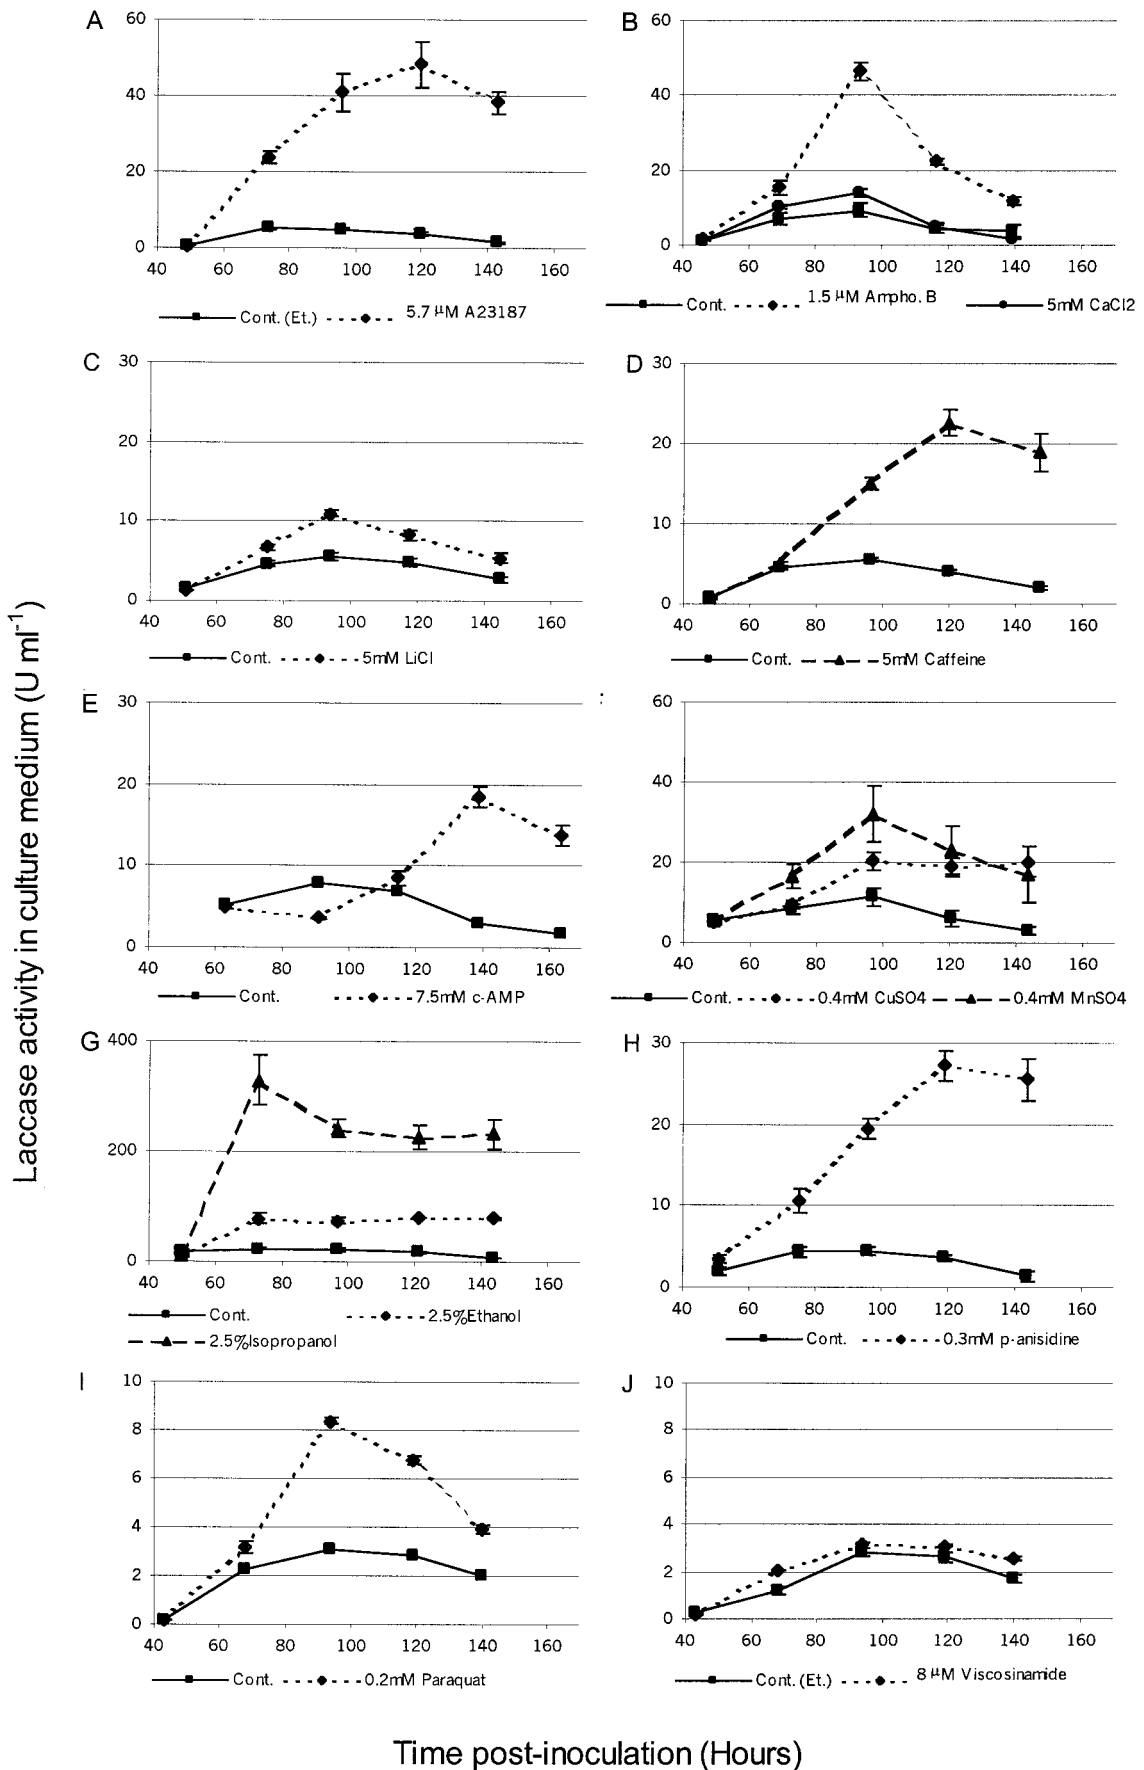 Laccase activity in culture medium (U ml-1)
A
60
40
20
0
40 60 80 100 120 140 160
Cont. (Et.) 5.7 µM A23187
B
60
40
20
0
40 60 80 100 120 140 160
Cont. 1.5 µM Ampho. B 5mM CaCl2
C
30
20
10
0
40 60 80 100 120 140 160
Cont. 5mM LiCl
D
30
20
10
0
40 60 80 100 120 140 160
Cont. 5mM Caffeine
E
30
20
10
0
40 60 80 100 120 140 160
Cont. 7.5mM c-AMP
60
40
20
0
40 60 80 100 120 140 160
Cont. 0.4mM CuSO4 0.4mM MnSO4
G
400
200
0
40 60 80 100 120 140 160
Cont. 2.5%Ethanol
2.5%Isopropanol
H
30
20
10
0
40 60 80 100 120 140 160
Cont. 0.3mM p-anisidine
I
10
8
6
4
2
0
40 60 80 100 120 140 160
Cont. 0.2mM Paraquat
J
10
8
6
4
2
0
40 60 80 100 120 140 160
Cont. (Et.) 8 µM Viscosinamide
Time post-inoculation (Hours)